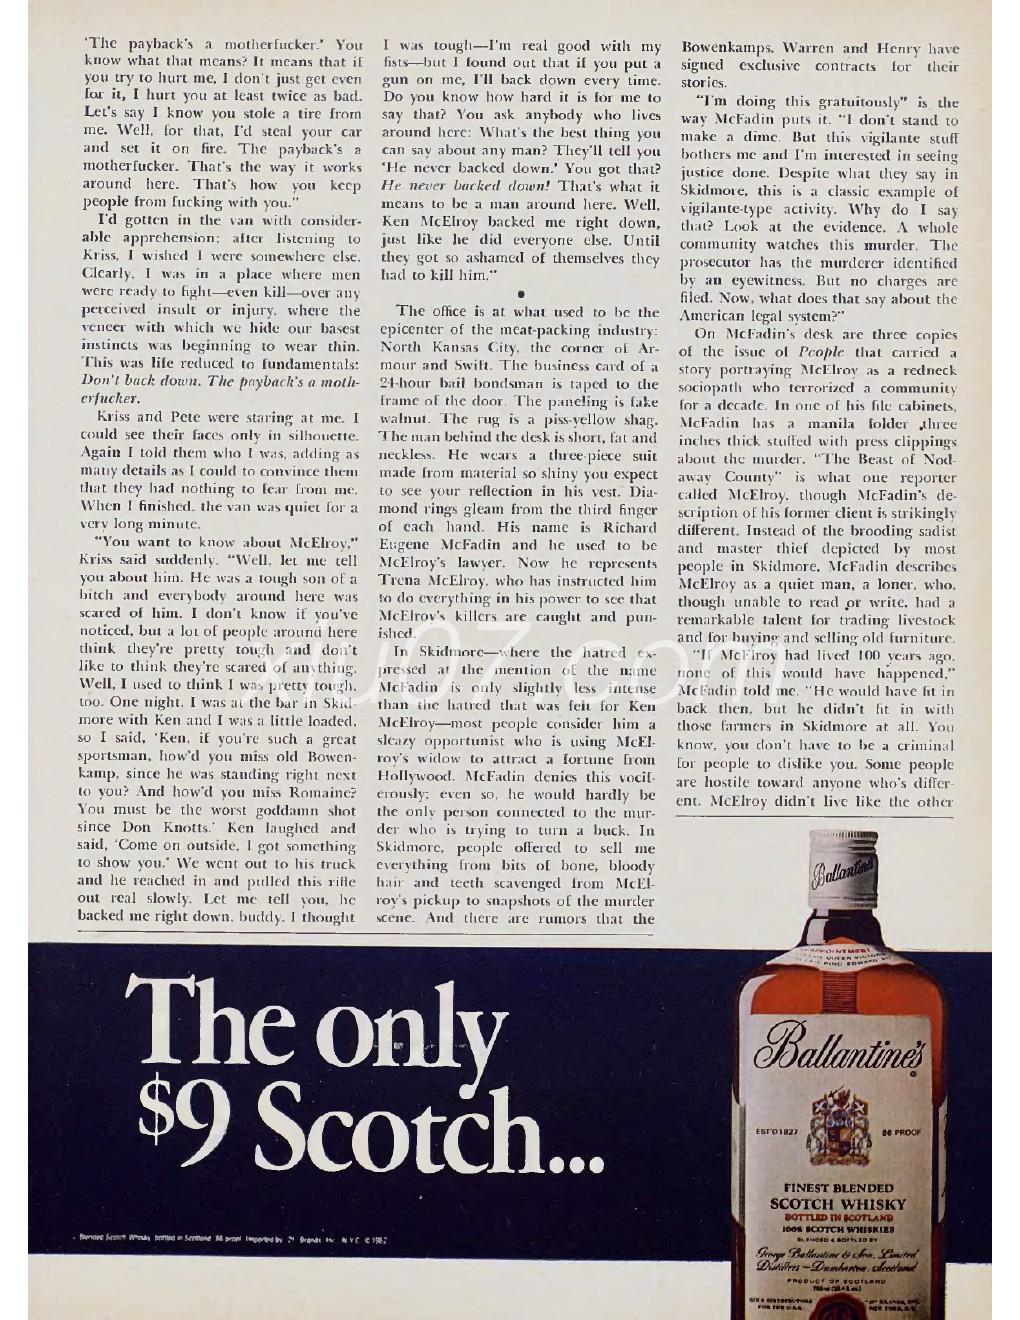 'The payback's a motherfucker.' You
know what that means? It means that if
you try to hurt me, I don't just get even
for it, I hurt you at least twice as bad.
Let's say I know you stole a tire from
me. Well, for that, I'd steal your car
and set it on fire. The payback's a
motherfucker. That's the way it works
around here. That's how you keep
people from fucking with you."
I'd gotten in the van with consider-
able apprehension; after listening to
Kriss, I wished I were somewhere else.
Clearly, I was in a place where men
were ready to fight—even kill—over any
perceived insult or injury, where the
veneer with which we hide our basest
instincts was beginning to wear thin.
This was life reduced to fundamentals:
Don't back down. The payback's a moth-
erfucker.
Kriss and Pete were staring at me. I
could see their faces only in silhouette.
Again I told them who I was, adding as
many details as I could to convince them
that they had nothing to fear from me.
When I finished, the van was quiet for a
very long minute.
"You want to know about McElroy,"
Kriss said suddenly. "Well, let me tell
you about him. He was a tough son of a
bitch and everybody around here was
scared of him. I don't know if you've
noticed, but a lot of people around here
think they're pretty tough and don't
like to think they're scared of anything.
Well, I used to think I was pretty tough,
too. One night, I was at the bar in Skid-
more with Ken and I was a little loaded,
so I said, 'Ken, if you're such a great
sportsman, how'd you miss old Bowen-
kamp, since he was standing right next
to you? And how'd you miss Romaine?
You must be the worst goddamn shot
since Don Knotts.' Ken laughed and
said, 'Come on outside, I got something
to show you.' We went out to his truck
and he reached in and pulled this rifle
out real slowly. Let me tell you, he
backed me right down, buddy. I thought
I was tough—I'm real good with my
fists—but I found out that if you put a
gun on me, I'll back down every time.
Do you know how hard it is for me to
say that? You ask anybody who lives
around here: What's the best thing you
can say about any man? They'll tell you
'He never backed down.' You got that?
He never backed down! That's what it
means to be a man around here. Well,
Ken McElroy backed me right down,
just like he did everyone else. Until
they got so ashamed of themselves they
had to kill him."
•
The office is at what used to be the
epicenter of the meat-packing industry:
North Kansas City, the corner of Ar-
mour and Swift. The business card of a
24-hour bail bondsman is taped to the
frame of the door. The paneling is fake
walnut. The rug is a piss-yellow shag.
The man behind the desk is short, fat and
neckless. He wears a three-piece suit
made from material so shiny you expect
to see your reflection in his vest. Dia-
mond rings gleam from the third finger
of each hand. His name is Richard
Eugene McFadin and he used to be
McElroy's lawyer. Now he represents
Trena McElroy, who has instructed him
to do everything in his power to see that
McElroy's killers are caught and pun-
ished.
In Skidmore—where the hatred ex-
pressed at the mention of the name
McFadin is only slightly less intense
than the hatred that was felt for Ken
McElroy—most people consider him a
sleazy opportunist who is using McEl-
roy's widow to attract a fortune from
Hollywood. McFadin denies this vocif-
erously; even so, he would hardly be
the only person connected to the mur-
der who is trying to turn a buck. In
Skidmore, people offered to sell me
everything from bits of bone, bloody
hair and teeth scavenged from McEl-
roy's pickup to snapshots of the murder
scene. And there are rumors that the
Bowenkamps, Warren and Henry have
signed exclusive contracts for their
stories.
"I'm doing this gratuitously" is the
way McFadin puts it. "I don't stand to
make a dime. But this vigilante stuff
bothers me and I'm interested in seeing
justice done. Despite what they say in
Skidmore, this is a classic example of
vigilante-type activity. Why do I say
that? Look at the evidence. A whole
community watches this murder. The
prosecutor has the murderer identified
by an eyewitness. But no charges are
filed. Now, what does that say about the
American legal system?"
On McFadin's desk are three copies
of the issue of People that carried a
story portraying McElroy as a redneck
sociopath who terrorized a community
for a decade. In one of his file cabinets,
McFadin has a manila folder three
inches thick stuffed with press clippings
about the murder. "The Beast of Nod-
away County" is what one reporter
called McElroy, though McFadin's de-
scription of his former client is strikingly
different. Instead of the brooding sadist
and master thief depicted by most
people in Skidmore, McFadin describes
McElroy as a quiet man, a loner, who,
though unable to read or write, had a
remarkable talent for trading livestock
and for buying and selling old furniture.
"If McElroy had lived 100 years ago,
none of this would have happened,"
McFadin told me. "He would have fit in
back then, but he didn't fit in with
those farmers in Skidmore at all. You
know, you don't have to be a criminal
for people to dislike you. Some people
are hostile toward anyone who's differ-
ent. McElroy didn't live like the other
xiu07.com
The only
$9 Scotch...
Blended Scotch Whisky bottled in Scotland. 86 proof. Imported by "21" Brands Inc. N.Y.C. © 1982
Ballantine's
APPOINTMENT
QUEEN VICTORIA
KING EDWARD
Ballantine's
EST'D 1827
86 PROOF
FINEST BLENDED
SCOTCH WHISKY
BOTTLED IN SCOTLAND
100% SCOTCH WHISKIES
BLENDED & BOTTLED BY
George Ballantine & Son, Limited
Distillers – Dumbarton, Scotland
PRODUCT OF SCOTLAND
FOR THE U.S.A.